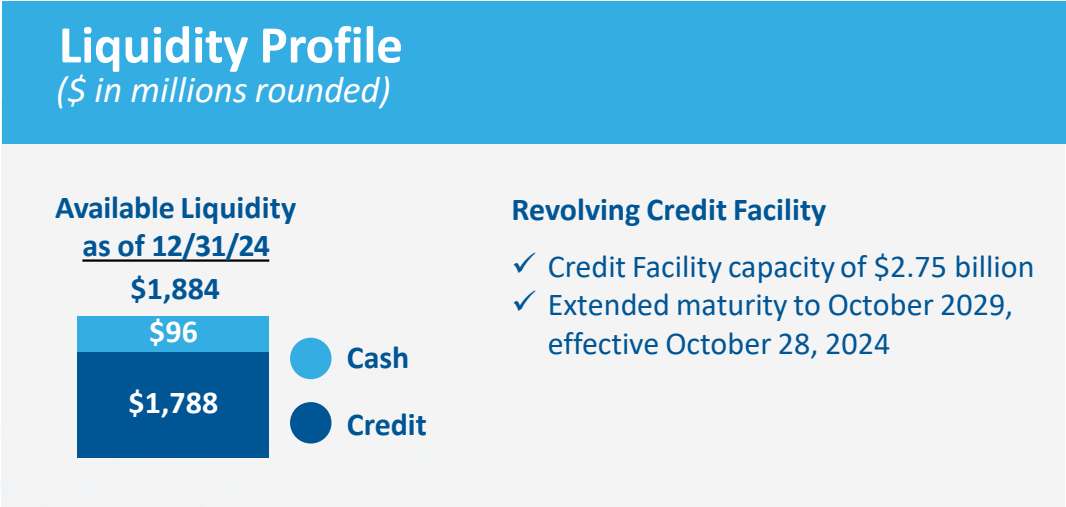 Liquidity Profile
($ in millions rounded)
Available Liquidity
as of 12/31/24
$1,884
$96
$1,788
Cash
Credit
Revolving Credit Facility
✓ Credit Facility capacity of $2.75 billion
✓ Extended maturity to October 2029,
effective October 28, 2024